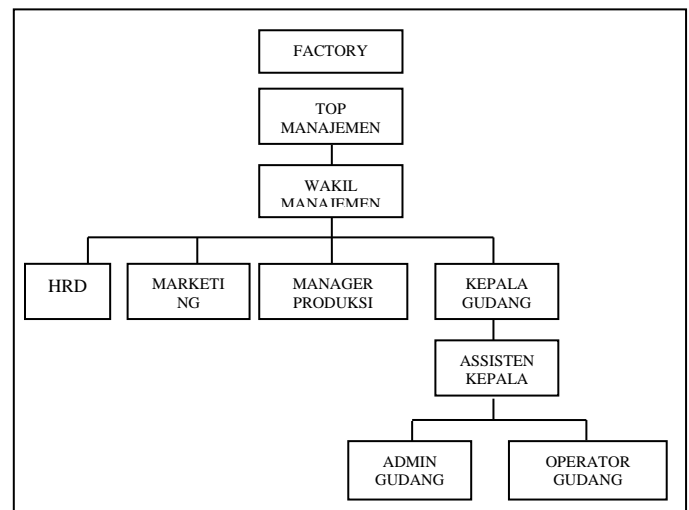 FACTORY
TOP
MANAJEMEN
WAKIL
MANAJEMEN
HRD
MARKETI
NG
MANAGER
PRODUKSI
KEPALA
GUDANG
ASSISTEN
KEPALA
ADMIN
GUDANG
OPERATOR
GUDANG